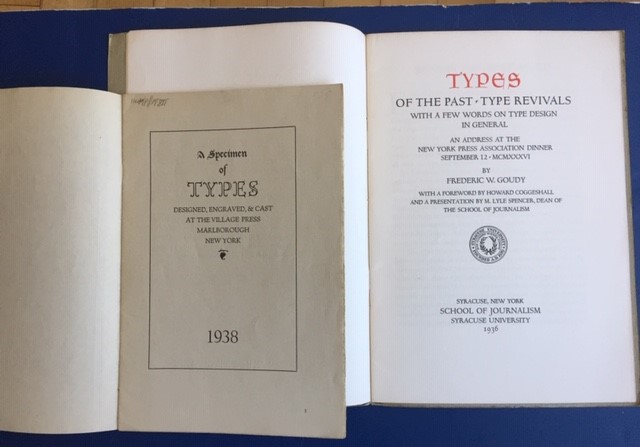 A Specimen
of
TYPES
DESIGNED, ENGRAVED, & CAST
AT THE VILLAGE PRESS
MARLBOROUGH
NEW YORK
1938
TYPES
OF THE PAST · TYPE REVIVALS
WITH A FEW WORDS ON TYPE DESIGN
IN GENERAL
AN ADDRESS AT THE
NEW YORK PRESS ASSOCIATION DINNER
SEPTEMBER 12 · MCMXXXVI
BY
FREDERIC W. GOUDY
WITH A FOREWORD BY HOWARD COGGESHALL
AND A PRESENTATION BY M. LYLE SPENCER, DEAN OF
THE SCHOOL OF JOURNALISM
SYRACUSE, NEW YORK
SCHOOL OF JOURNALISM
SYRACUSE UNIVERSITY
1936